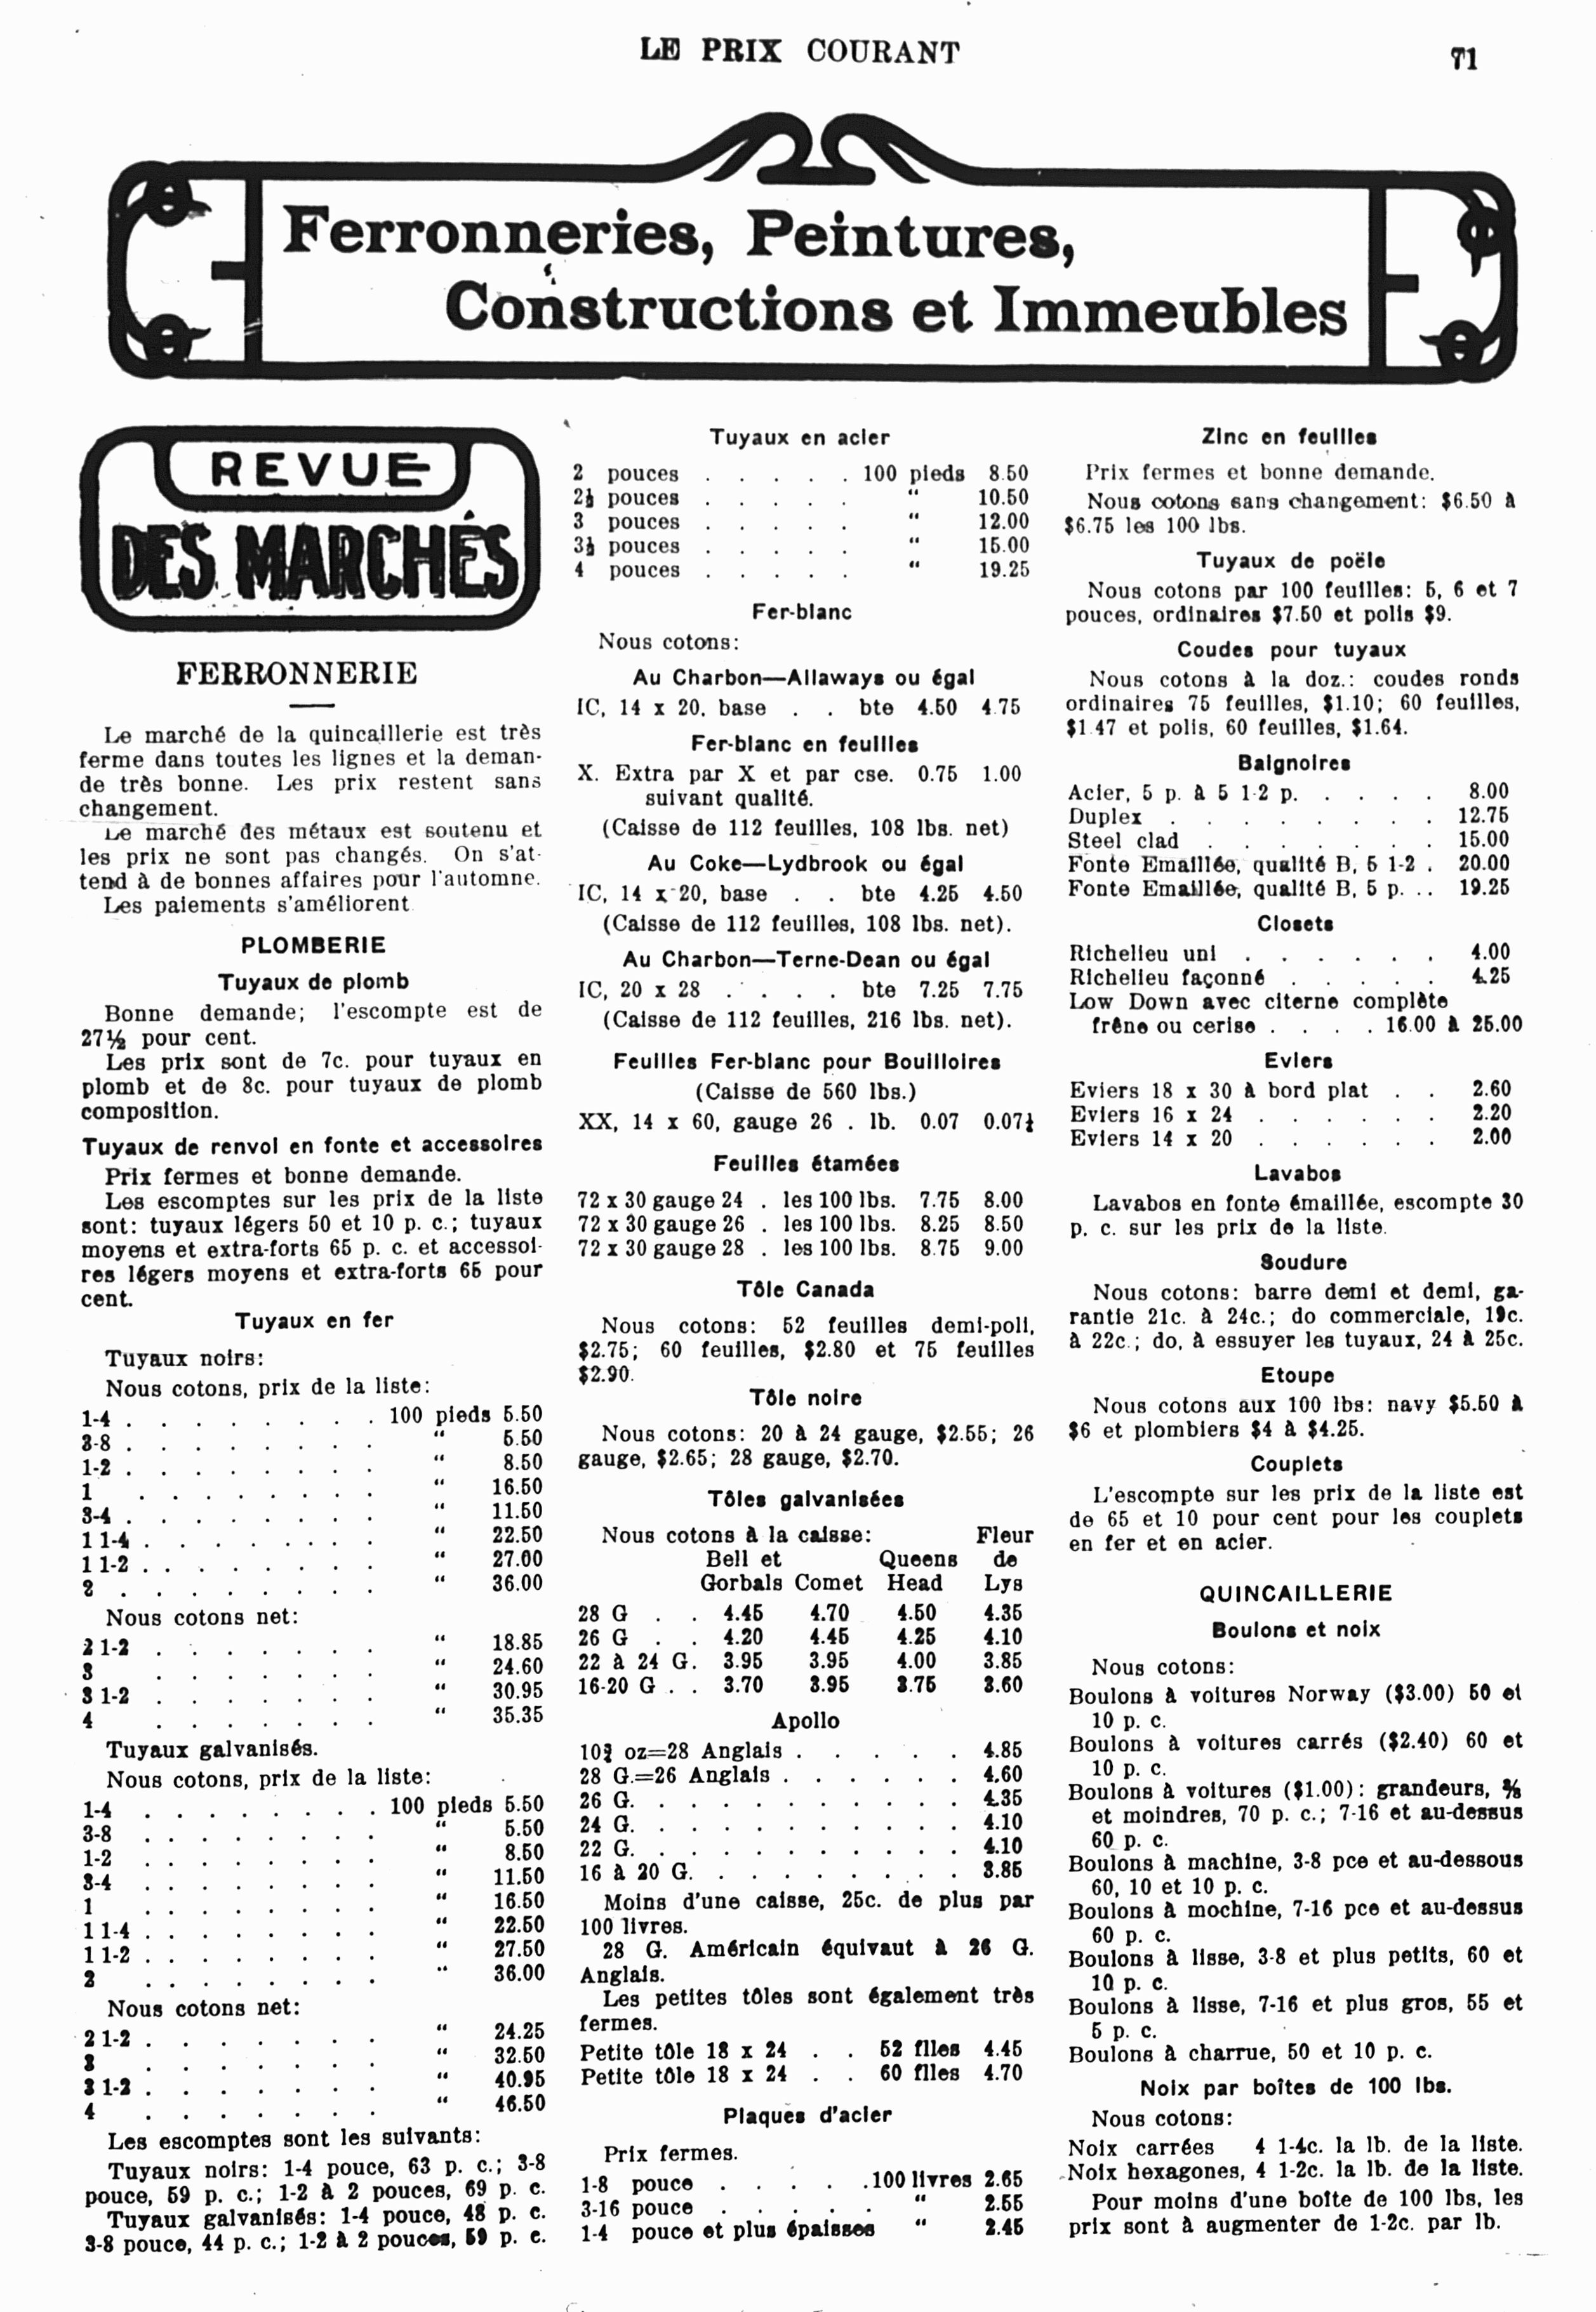 LE PRIX COURANT
71
Ferronneries, Peintures,
Constructions et Immeubles
REVUE
DES MARCHÉS
FERRONNERIE
Le marché de la quincaillerie est très
ferme dans toutes les lignes et la deman-
de très bonne. Les prix restent sans
changement.
Le marché des métaux est soutenu et
les prix ne sont pas changés. On s'at-
tend à de bonnes affaires pour l'automne.
Les paiements s'améliorent
PLOMBERIE
Tuyaux de plomb
Bonne demande; l'escompte est de
27½ pour cent.
Les prix sont de 7c. pour tuyaux en
plomb et de 8c. pour tuyaux de plomb
composition.
Tuyaux de renvoi en fonte et accessoires
Prix fermes et bonne demande.
Les escomptes sur les prix de la liste
sont: tuyaux légers 50 et 10 p. c.; tuyaux
moyens et extra-forts 65 p. c. et accessoi-
res légers moyens et extra-forts 65 pour
cent.
Tuyaux en fer
Tuyaux noirs:
Nous cotons, prix de la liste:
1-4 . . . . . . . . 100 pieds 5.50
3-8 . . . . . . . . " 5.50
1-2 . . . . . . . . " 8.50
1 . . . . . . . . " 16.50
3-4 . . . . . . . . " 11.50
1 1-4 . . . . . . . . " 22.50
1 1-2 . . . . . . . . " 27.00
2 . . . . . . . . " 36.00
Nous cotons net:
2 1-2 . . . . . . . " 18.85
3 . . . . . . . " 24.60
3 1-2 . . . . . . . " 30.95
4 . . . . . . . " 35.35
Tuyaux galvanisés.
Nous cotons, prix de la liste:
1-4 . . . . . . . . 100 pieds 5.50
3-8 . . . . . . . . " 5.50
1-2 . . . . . . . . " 8.50
3-4 . . . . . . . . " 11.50
1 . . . . . . . . " 16.50
1 1-4 . . . . . . . . " 22.50
1 1-2 . . . . . . . . " 27.50
2 . . . . . . . . " 36.00
Nous cotons net:
2 1-2 . . . . . . . " 24.25
3 . . . . . . . " 32.50
3 1-2 . . . . . . . " 40.95
4 . . . . . . . " 46.50
Les escomptes sont les suivants:
Tuyaux noirs: 1-4 pouce, 63 p. c.; 3-8
pouce, 59 p. c.; 1-2 à 2 pouces, 69 p. c.
Tuyaux galvanisés: 1-4 pouce, 48 p. c.
3-8 pouce, 44 p. c.; 1-2 à 2 pouces, 59 p. c.
Tuyaux en acier
2 pouces . . . . . 100 pieds 8.50
2½ pouces . . . . . " 10.50
3 pouces . . . . . " 12.00
3½ pouces . . . . . " 15.00
4 pouces . . . . . " 19.25
Fer-blanc
Nous cotons:
Au Charbon—Allaways ou égal
IC, 14 x 20. base . . bte 4.50 4.75
Fer-blanc en feuilles
X. Extra par X et par cse. 0.75 1.00
suivant qualité.
(Caisse de 112 feuilles, 108 lbs. net)
Au Coke—Lydbrook ou égal
IC, 14 x 20, base . . bte 4.25 4.50
(Caisse de 112 feuilles, 108 lbs. net).
Au Charbon—Terne-Dean ou égal
IC, 20 x 28 . . . . bte 7.25 7.75
(Caisse de 112 feuilles, 216 lbs. net).
Feuilles Fer-blanc pour Bouilloires
(Caisse de 560 lbs.)
XX, 14 x 60, gauge 26 . lb. 0.07 0.07½
Feuilles étamées
72 x 30 gauge 24 . les 100 lbs. 7.75 8.00
72 x 30 gauge 26 . les 100 lbs. 8.25 8.50
72 x 30 gauge 28 . les 100 lbs. 8.75 9.00
Tôle Canada
Nous cotons: 52 feuilles demi-poli,
$2.75; 60 feuilles, $2.80 et 75 feuilles
$2.90.
Tôle noire
Nous cotons: 20 à 24 gauge, $2.55; 26
gauge, $2.65; 28 gauge, $2.70.
Tôles galvanisées
Nous cotons à la caisse: Fleur
Bell et Queens de
Gorbals Comet Head Lys
28 G . . 4.45 4.70 4.50 4.35
26 G . . 4.20 4.45 4.25 4.10
22 à 24 G. 3.95 3.95 4.00 3.85
16-20 G . . 3.70 3.95 3.75 3.60
Apollo
10¾ oz=28 Anglais . . . . . 4.85
28 G.=26 Anglais . . . . . . 4.60
26 G. . . . . . . . . . . 4.35
24 G. . . . . . . . . . . 4.10
22 G. . . . . . . . . . . 4.10
16 à 20 G. . . . . . . . . 3.85
Moins d'une caisse, 25c. de plus par
100 livres.
28 G. Américain équivaut à 26 G.
Anglais.
Les petites tôles sont également très
fermes.
Petite tôle 18 x 24 . . 52 flles 4.45
Petite tôle 18 x 24 . . 60 flles 4.70
Plaques d'acier
Prix fermes.
1-8 pouce . . . . . 100 livres 2.65
3-16 pouce . . . . . " 2.55
1-4 pouce et plus épaisses " 2.45
Zinc en feuilles
Prix fermes et bonne demande.
Nous cotons sans changement: $6.50 à
$6.75 les 100 lbs.
Tuyaux de poële
Nous cotons par 100 feuilles: 5, 6 et 7
pouces, ordinaires $7.50 et polis $9.
Coudes pour tuyaux
Nous cotons à la doz.: coudes ronds
ordinaires 75 feuilles, $1.10; 60 feuilles,
$1.47 et polis, 60 feuilles, $1.64.
Baignoires
Acier, 5 p. à 5 1-2 p. . . . . 8.00
Duplex . . . . . . . . 12.75
Steel clad . . . . . . . 15.00
Fonte Emaillée, qualité B, 5 1-2 . 20.00
Fonte Emaillée, qualité B, 5 p. .. 19.25
Closets
Richelieu uni . . . . . . 4.00
Richelieu façonné . . . . . 4.25
Low Down avec citerne complète
frêne ou cerise . . . . 16.00 à 25.00
Eviers
Eviers 18 x 30 à bord plat . . 2.60
Eviers 16 x 24 . . . . . . 2.20
Eviers 14 x 20 . . . . . . 2.00
Lavabos
Lavabos en fonte émaillée, escompte 30
p. c. sur les prix de la liste.
Soudure
Nous cotons: barre demi et demi, ga-
rantie 21c. à 24c.; do commerciale, 19c.
à 22c.; do, à essuyer les tuyaux, 24 à 25c.
Etoupe
Nous cotons aux 100 lbs: navy $5.50 à
$6 et plombiers $4 à $4.25.
Couplets
L'escompte sur les prix de la liste est
de 65 et 10 pour cent pour les couplets
en fer et en acier.
QUINCAILLERIE
Boulons et noix
Nous cotons:
Boulons à voitures Norway ($3.00) 50 et
10 p. c.
Boulons à voitures carrés ($2.40) 60 et
10 p. c.
Boulons à voitures ($1.00): grandeurs,
et moindres, 70 p. c.; 7-16 et au-dessus
60 p. c.
Boulons à machine, 3-8 pce et au-dessous
60, 10 et 10 p. c.
Boulons à mochine, 7-16 pce et au-dessus
60 p. c.
Boulons à lisse, 3-8 et plus petits, 60 et
10 p. c.
Boulons à lisse, 7-16 et plus gros, 55 et
5 p. c.
Boulons à charrue, 50 et 10 p. c.
Noix par boîtes de 100 lbs.
Nous cotons:
Noix carrées 4 1-4c. la lb. de la liste.
Noix hexagones, 4 1-2c. la lb. de la liste.
Pour moins d'une boîte de 100 lbs, les
prix sont à augmenter de 1-2c. par lb.